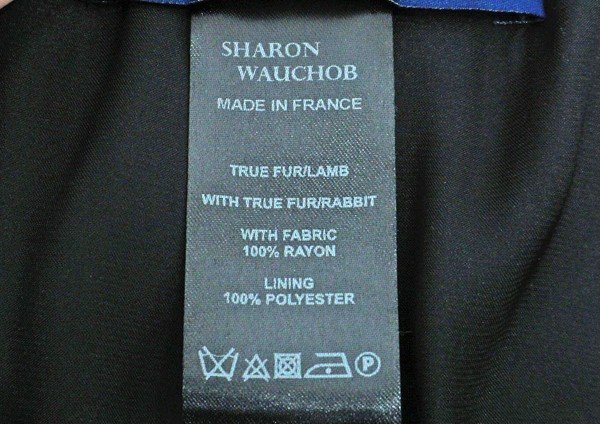 SHARON
WAUCHOB
MADE IN FRANCE
TRUE FUR/LAMB
WITH TRUE FUR/RABBIT
WITH FABRIC
100% RAYON
LINING
100% POLYESTER
P